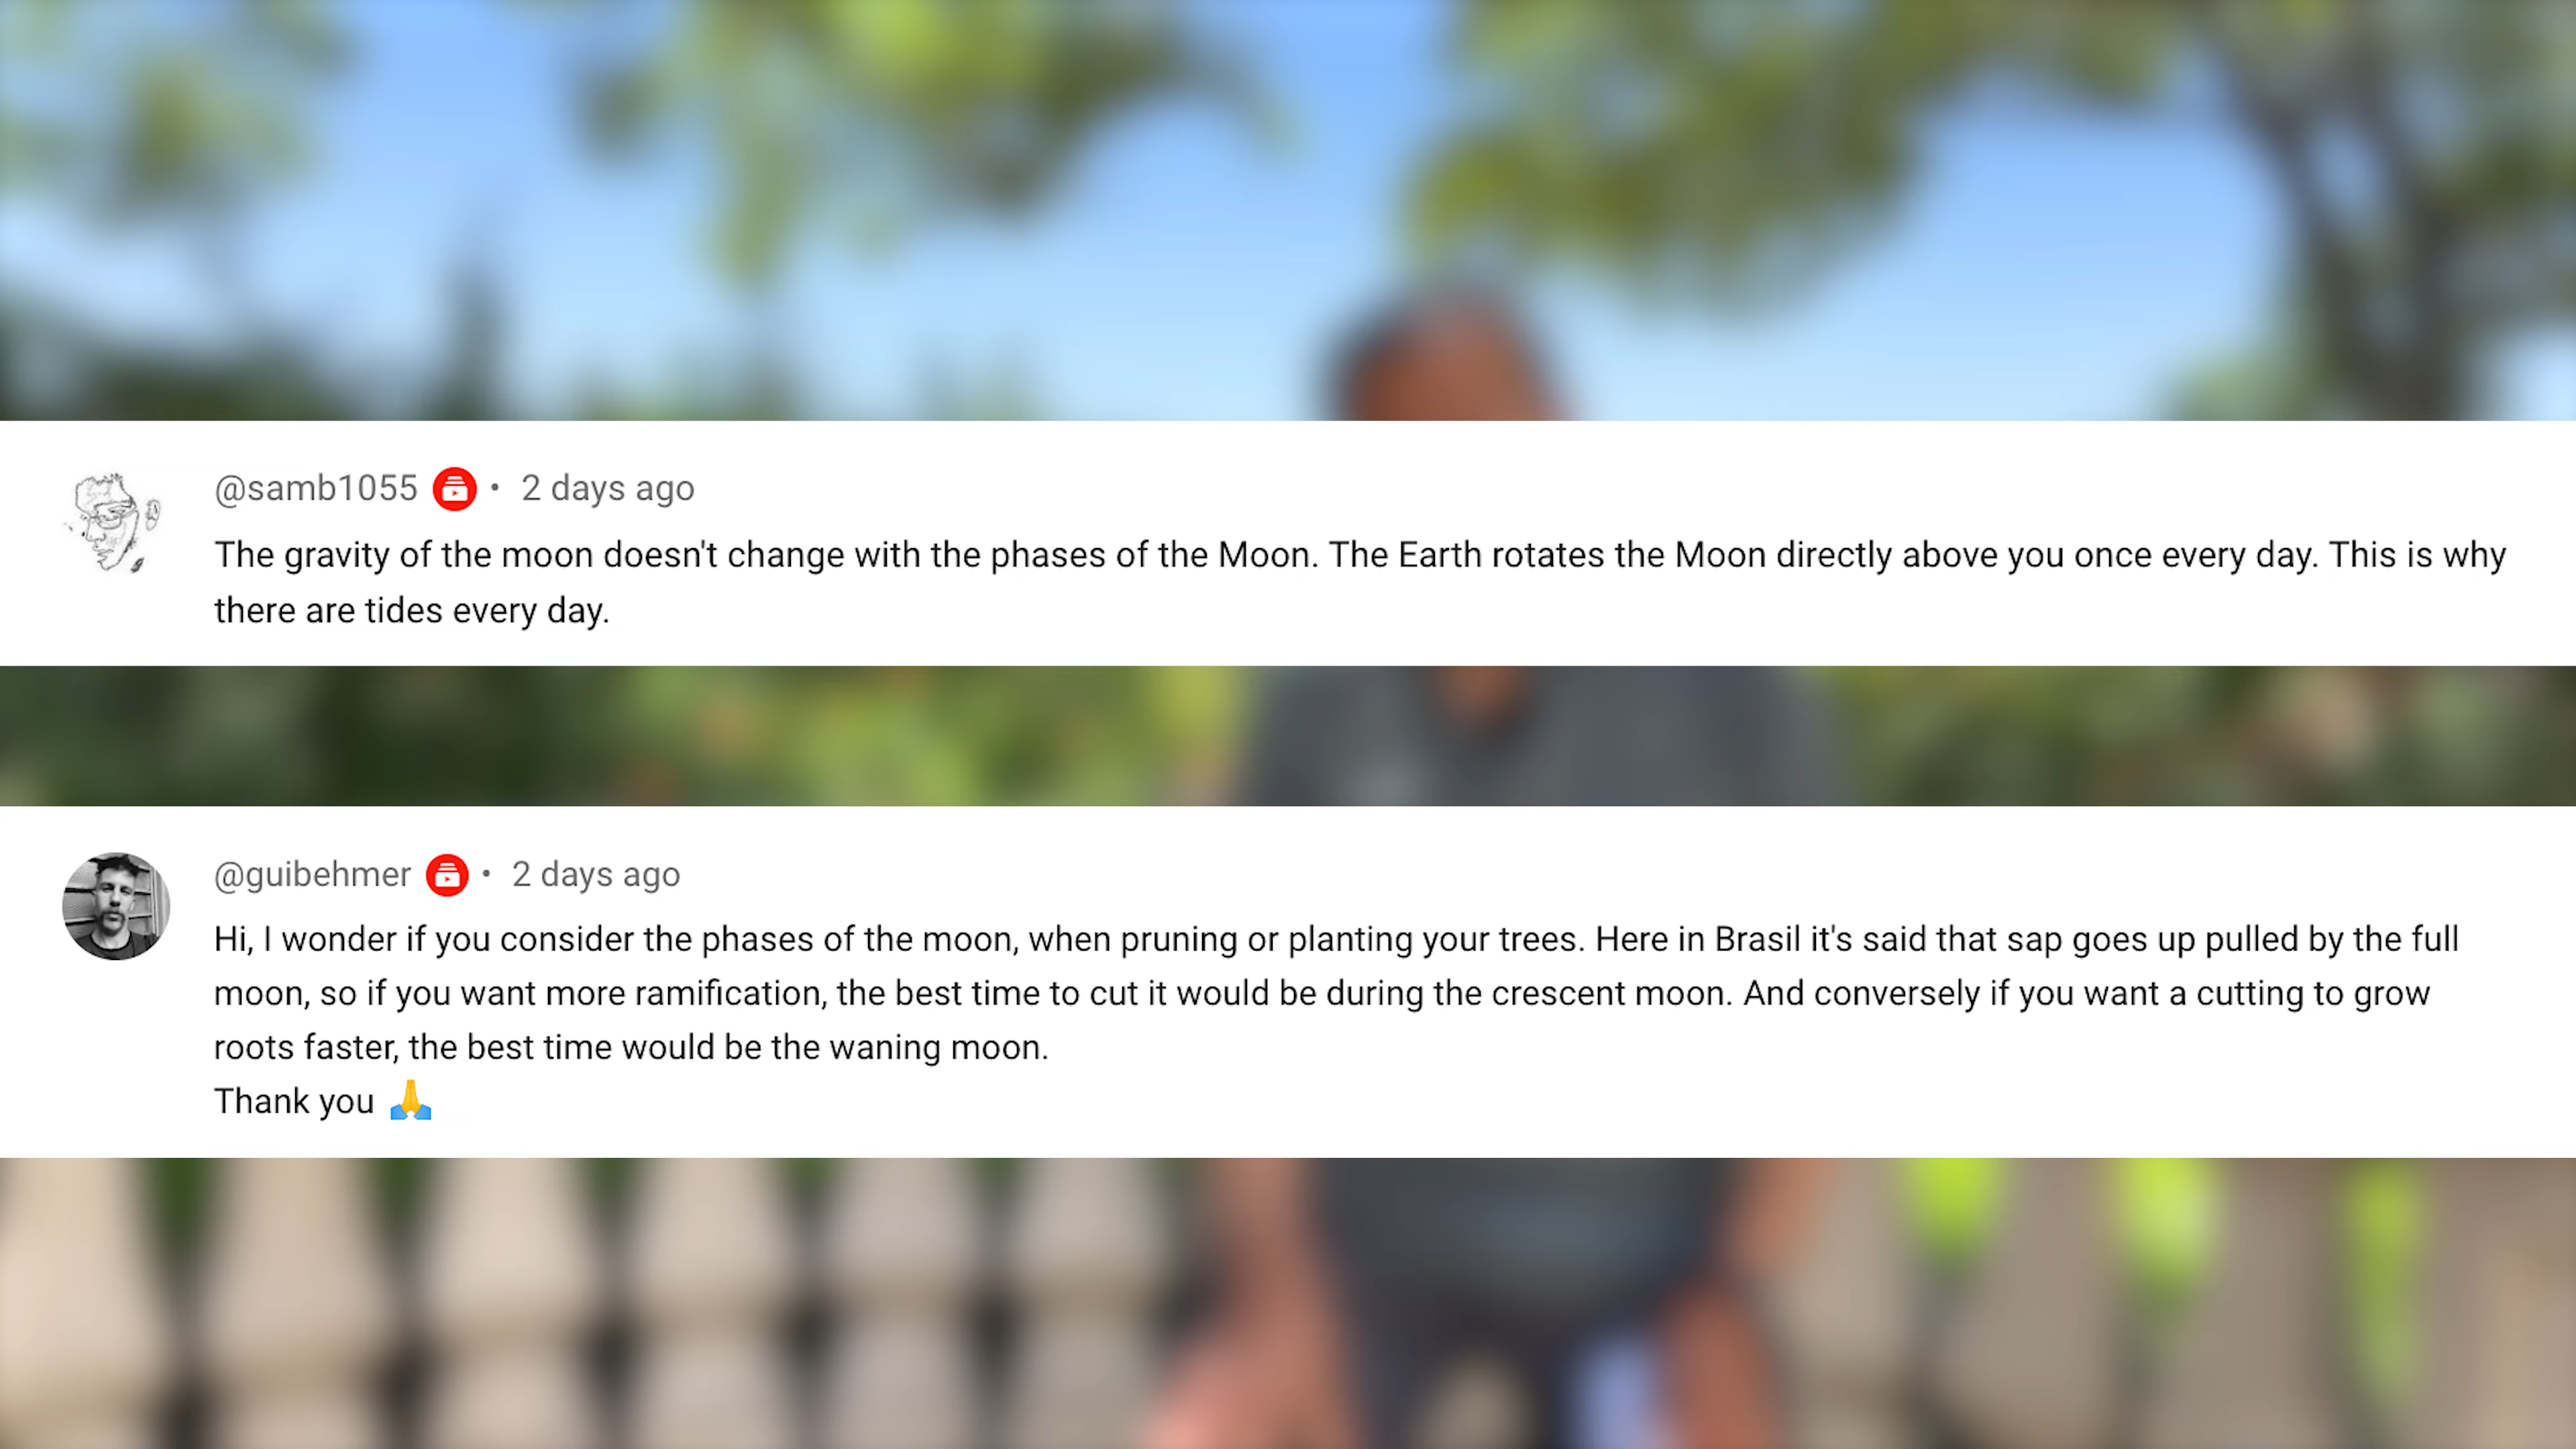 @samb1055 • 2 days ago
The gravity of the moon doesn't change with the phases of the Moon. The Earth rotates the Moon directly above you once every day. This is why
there are tides every day.
@guibehmer • 2 days ago
Hi, I wonder if you consider the phases of the moon, when pruning or planting your trees. Here in Brasil it's said that sap goes up pulled by the full
moon, so if you want more ramification, the best time to cut it would be during the crescent moon. And conversely if you want a cutting to grow
roots faster, the best time would be the waning moon.
Thank you 🙏